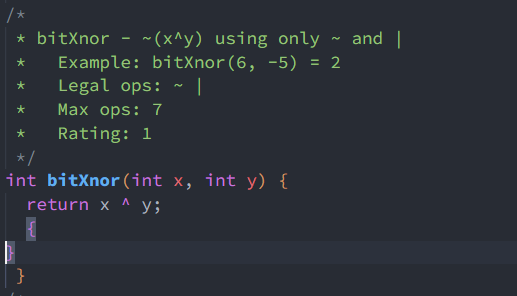 /*
 * bitXnor - ~(x^y) using only ~ and |
 *   Example: bitXnor(6, -5) = 2
 *   Legal ops: ~ |
 *   Max ops: 7
 *   Rating: 1
 */
int bitXnor(int x, int y) {
  return x ^ y;
  {
}
 }